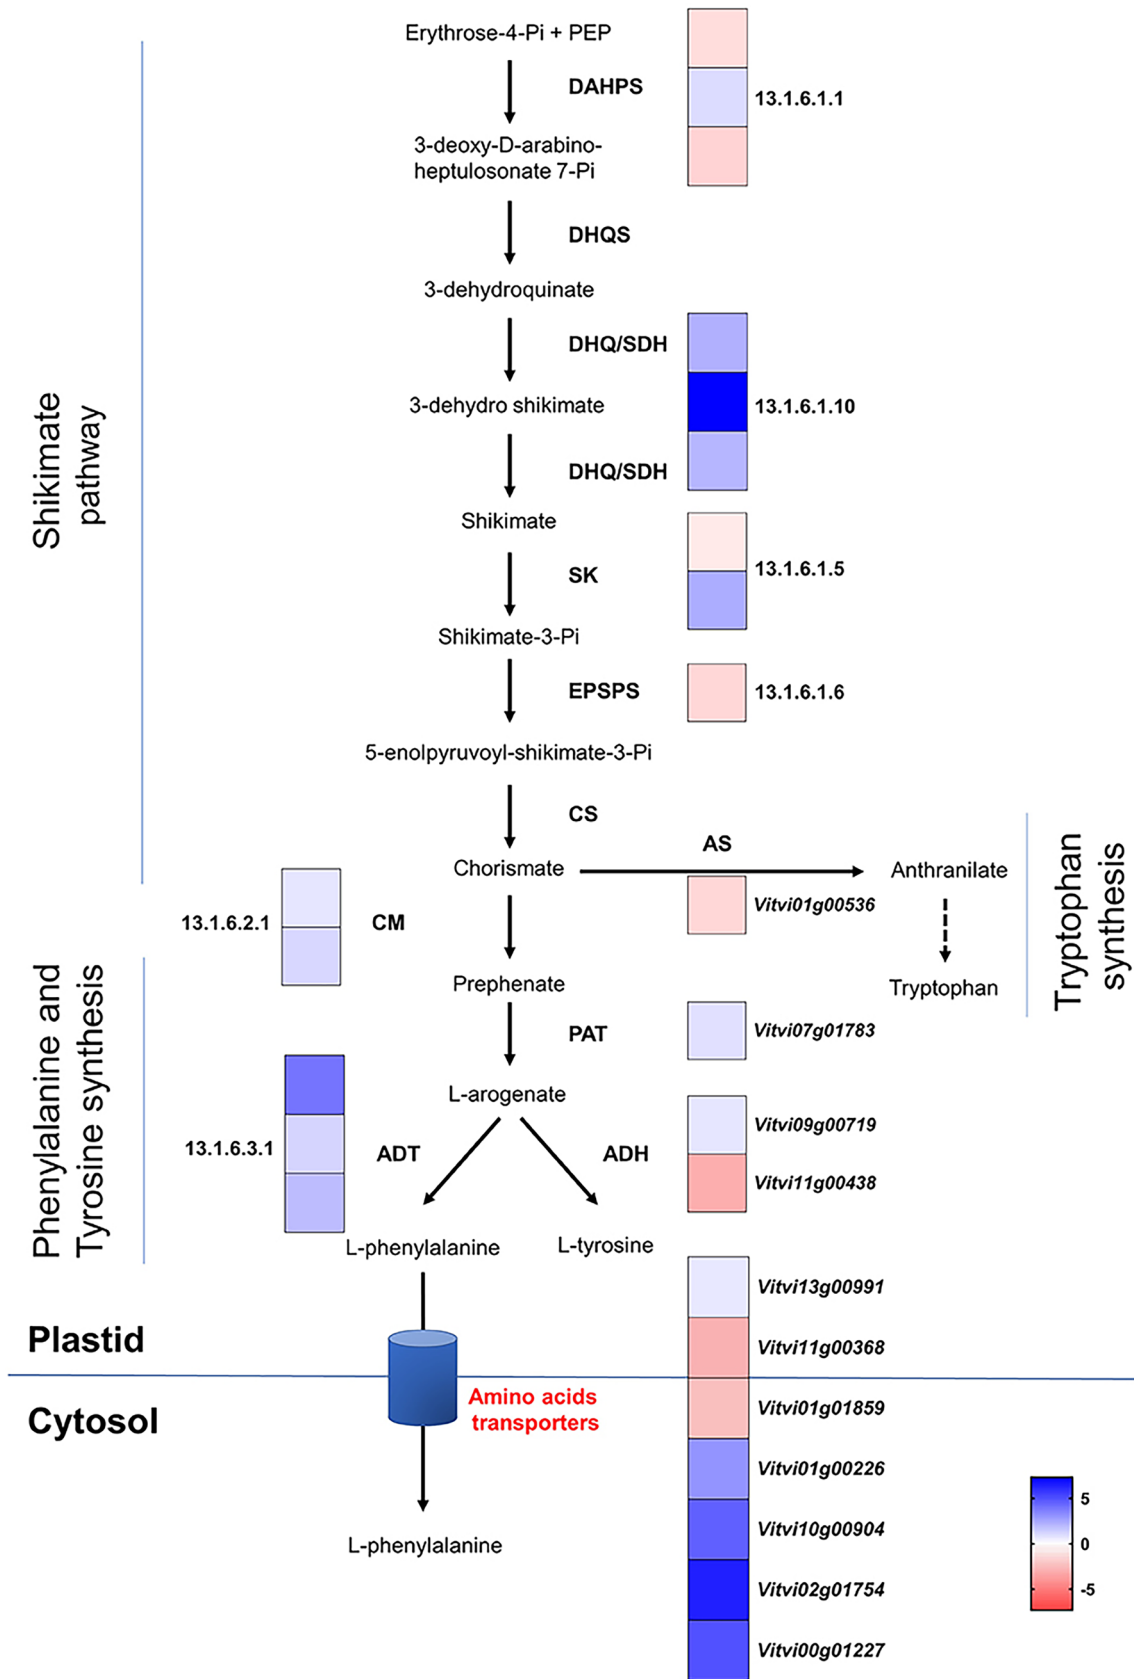 Erythrose-4-Pi + PEP
DAHPS
13.1.6.1.1
3-deoxy-D-arabino-
heptulosonate 7-Pi
DHQS
3-dehydroquinate
DHQ/SDH
3-dehydro shikimate
13.1.6.1.10
DHQ/SDH
Shikimate
pathway
Shikimate
SK
13.1.6.1.5
Shikimate-3-Pi
EPSPS
13.1.6.1.6
5-enolpyruvoyl-shikimate-3-Pi
CS
AS
Chorismate
Anthranilate
Vitvi01g00536
13.1.6.2.1
CM
Tryptophan
synthesis
Prephenate
Tryptophan
PAT
Vitvi07g01783
Phenylalanine and
Tyrosine synthesis
L-arogenate
Vitvi09g00719
13.1.6.3.1
ADT
ADH
Vitvi11g00438
L-phenylalanine
L-tyrosine
Vitvi13g00991
Plastid
Vitvi11g00368
Cytosol
Amino acids
transporters
Vitvi01g01859
Vitvi01g00226
5
Vitvi10g00904
0
L-phenylalanine
Vitvi02g01754
-5
Vitvi00g01227